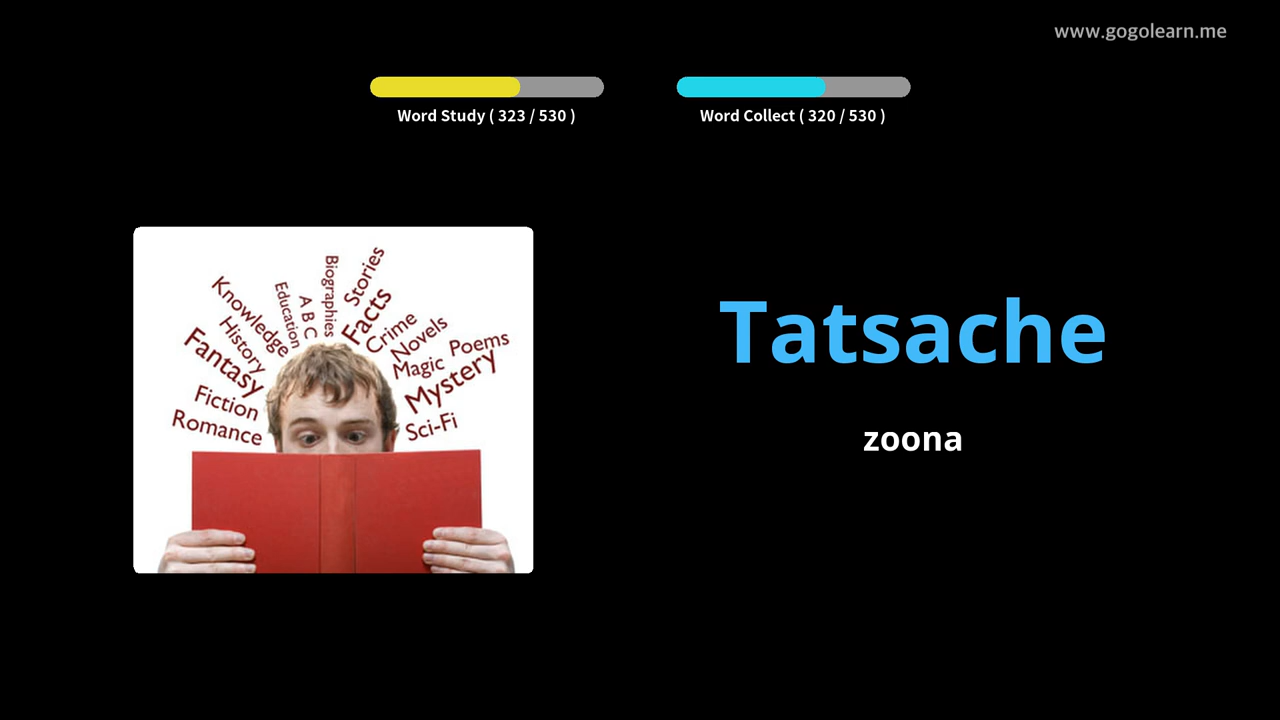 www.gogolearn.me
Word Study ( 323 / 530 )
Word Collect ( 320 / 530 )
Biographies
Stories
Education
A B C
Facts
Knowledge
Crime
History
Novels
Fantasy
Magic
Poems
Mystery
Fiction
Romance
Sci-Fi
Tatsache
zoona